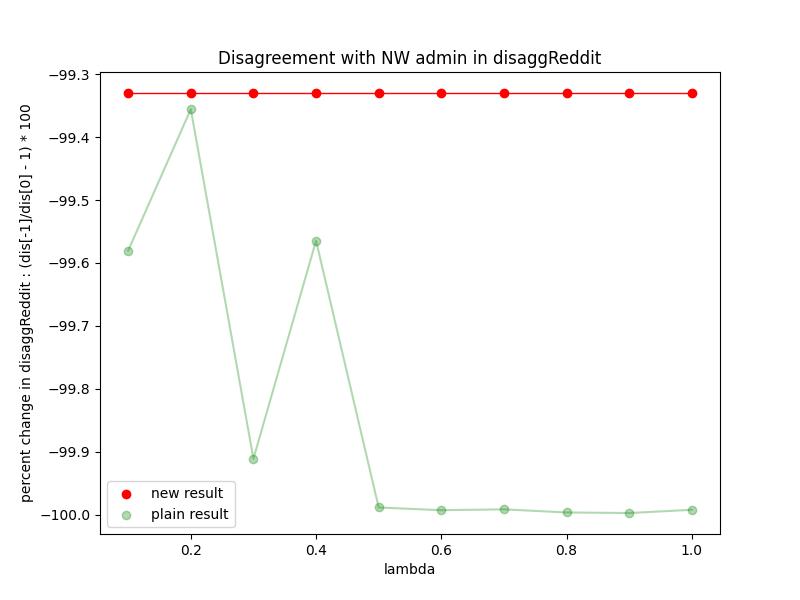 Disagreement with NW admin in disaggReddit
percent change in disaggReddit : (dis[-1]/dis[0] - 1) * 100
−99.3
−99.4
−99.5
−99.6
−99.7
−99.8
−99.9
−100.0
new result
plain result
0.2 0.4 0.6 0.8 1.0
lambda